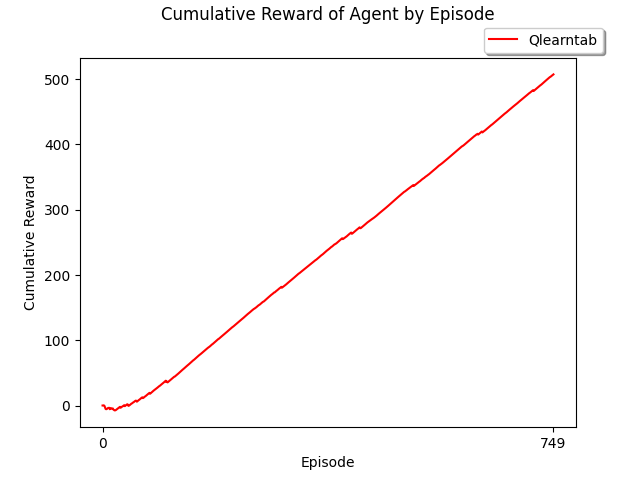 Cumulative Reward of Agent by Episode
Qlearntab
500
400
300
200
100
0
Cumulative Reward
0
749
Episode